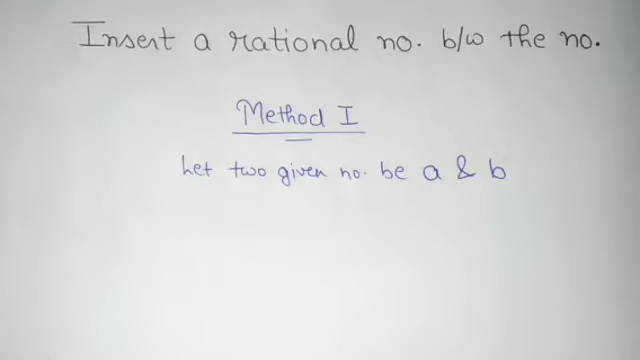 Insert a rational no. b/w the no.
Method I
Let two given no. be a & b